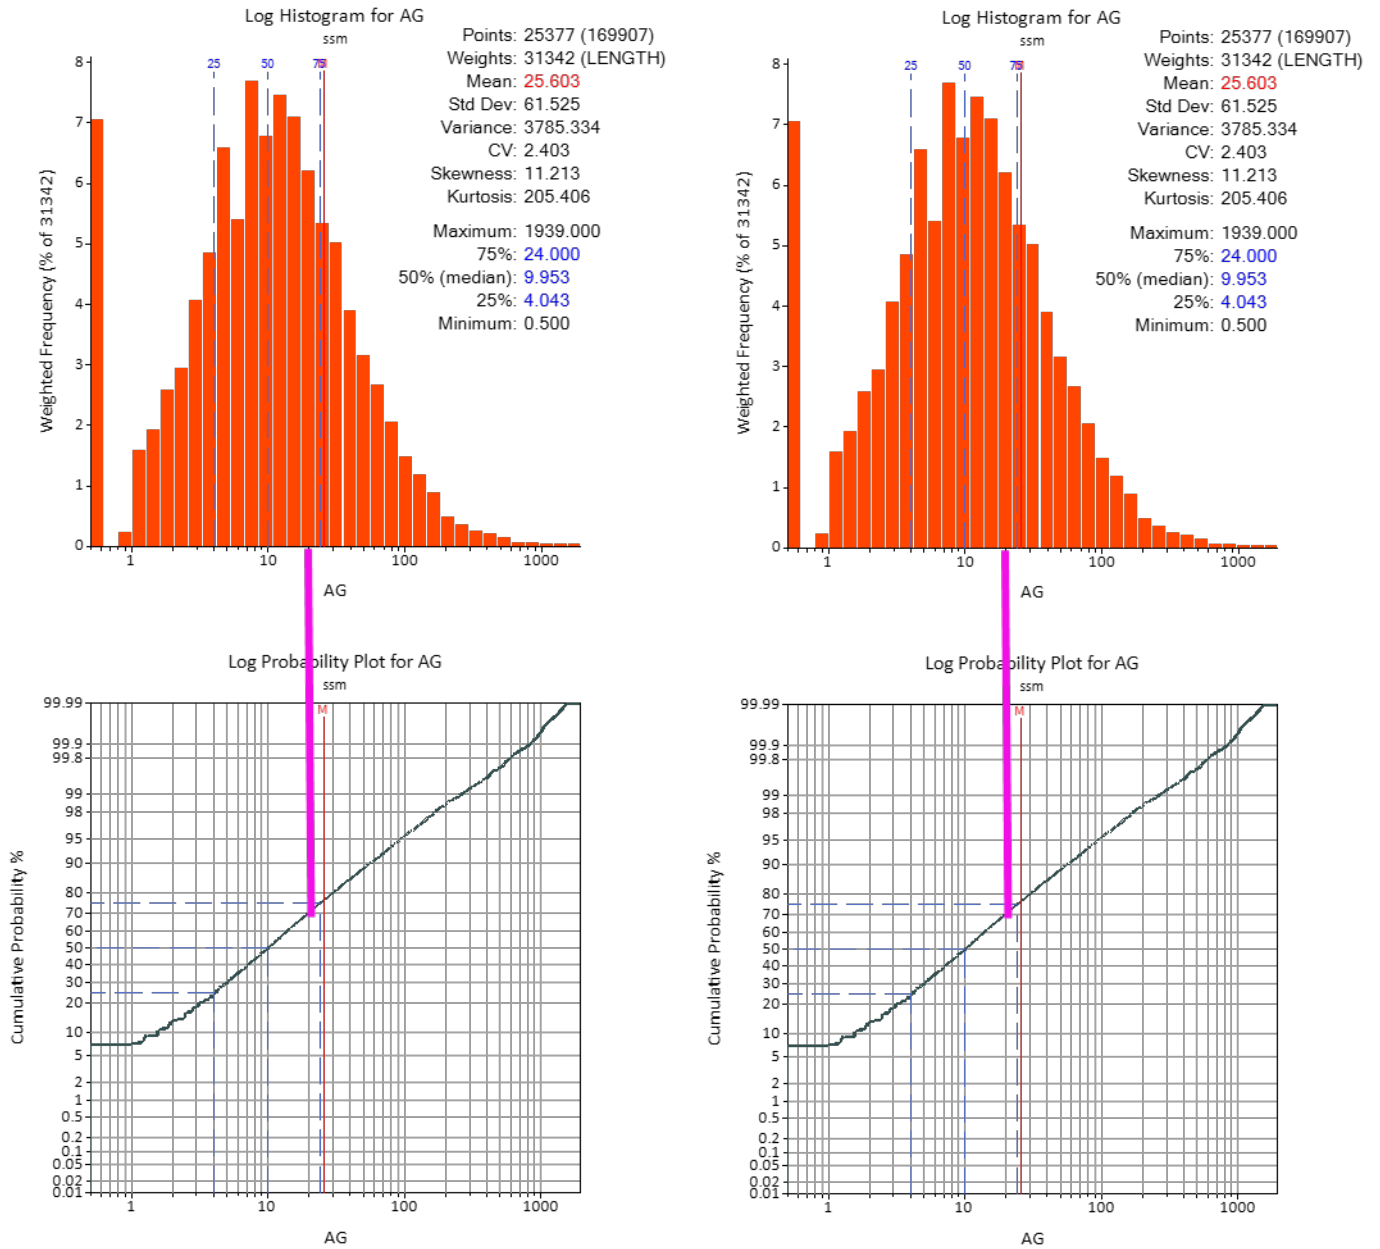 Log Histogram for AG
ssm
Points: 25377 (169907)
Weights: 31342 (LENGTH)
Mean: 25.603
Std Dev: 61.525
Variance: 3785.334
CV: 2.403
Skewness: 11.213
Kurtosis: 205.406
Maximum: 1939.000
75%: 24.000
50% (median): 9.953
25%: 4.043
Minimum: 0.500
25 50 75
8
7
6
5
4
3
2
1
0
Weighted Frequency (% of 31342)
1 10 100 1000
AG
Log Histogram for AG
ssm
Points: 25377 (169907)
Weights: 31342 (LENGTH)
Mean: 25.603
Std Dev: 61.525
Variance: 3785.334
CV: 2.403
Skewness: 11.213
Kurtosis: 205.406
Maximum: 1939.000
75%: 24.000
50% (median): 9.953
25%: 4.043
Minimum: 0.500
25 50 75
8
7
6
5
4
3
2
1
0
Weighted Frequency (% of 31342)
1 10 100 1000
AG
Log Probability Plot for AG
ssm
M
99.99
99.9
99.8
99
98
95
90
80
70
60
50
40
30
20
10
5
2
1
0.5
0.2
0.1
0.05
0.02
0.01
Cumulative Probability %
1 10 100 1000
AG
Log Probability Plot for AG
ssm
M
99.99
99.9
99.8
99
98
95
90
80
70
60
50
40
30
20
10
5
2
1
0.5
0.2
0.1
0.05
0.02
0.01
Cumulative Probability %
1 10 100 1000
AG